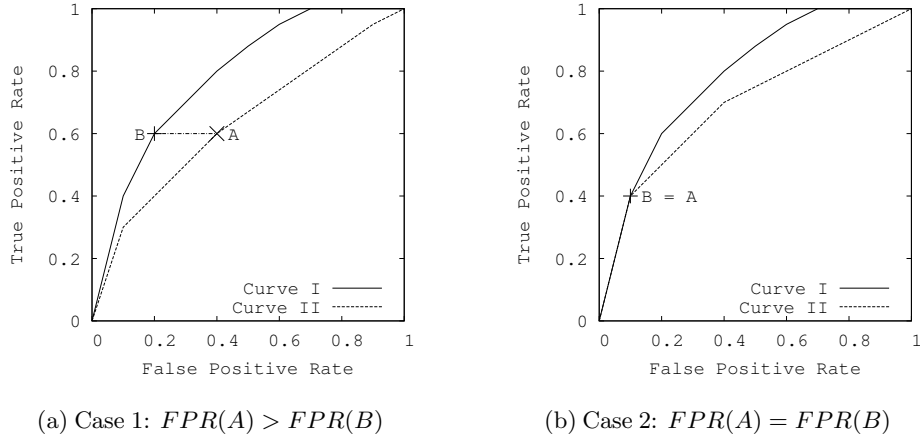 1
0.8
0.6
0.4
0.2
0
True Positive Rate
B
A
Curve I
Curve II
0 0.2 0.4 0.6 0.8 1
False Positive Rate
(a) Case 1: FPR(A) > FPR(B)
1
0.8
0.6
0.4
0.2
0
True Positive Rate
B = A
Curve I
Curve II
0 0.2 0.4 0.6 0.8 1
False Positive Rate
(b) Case 2: FPR(A) = FPR(B)